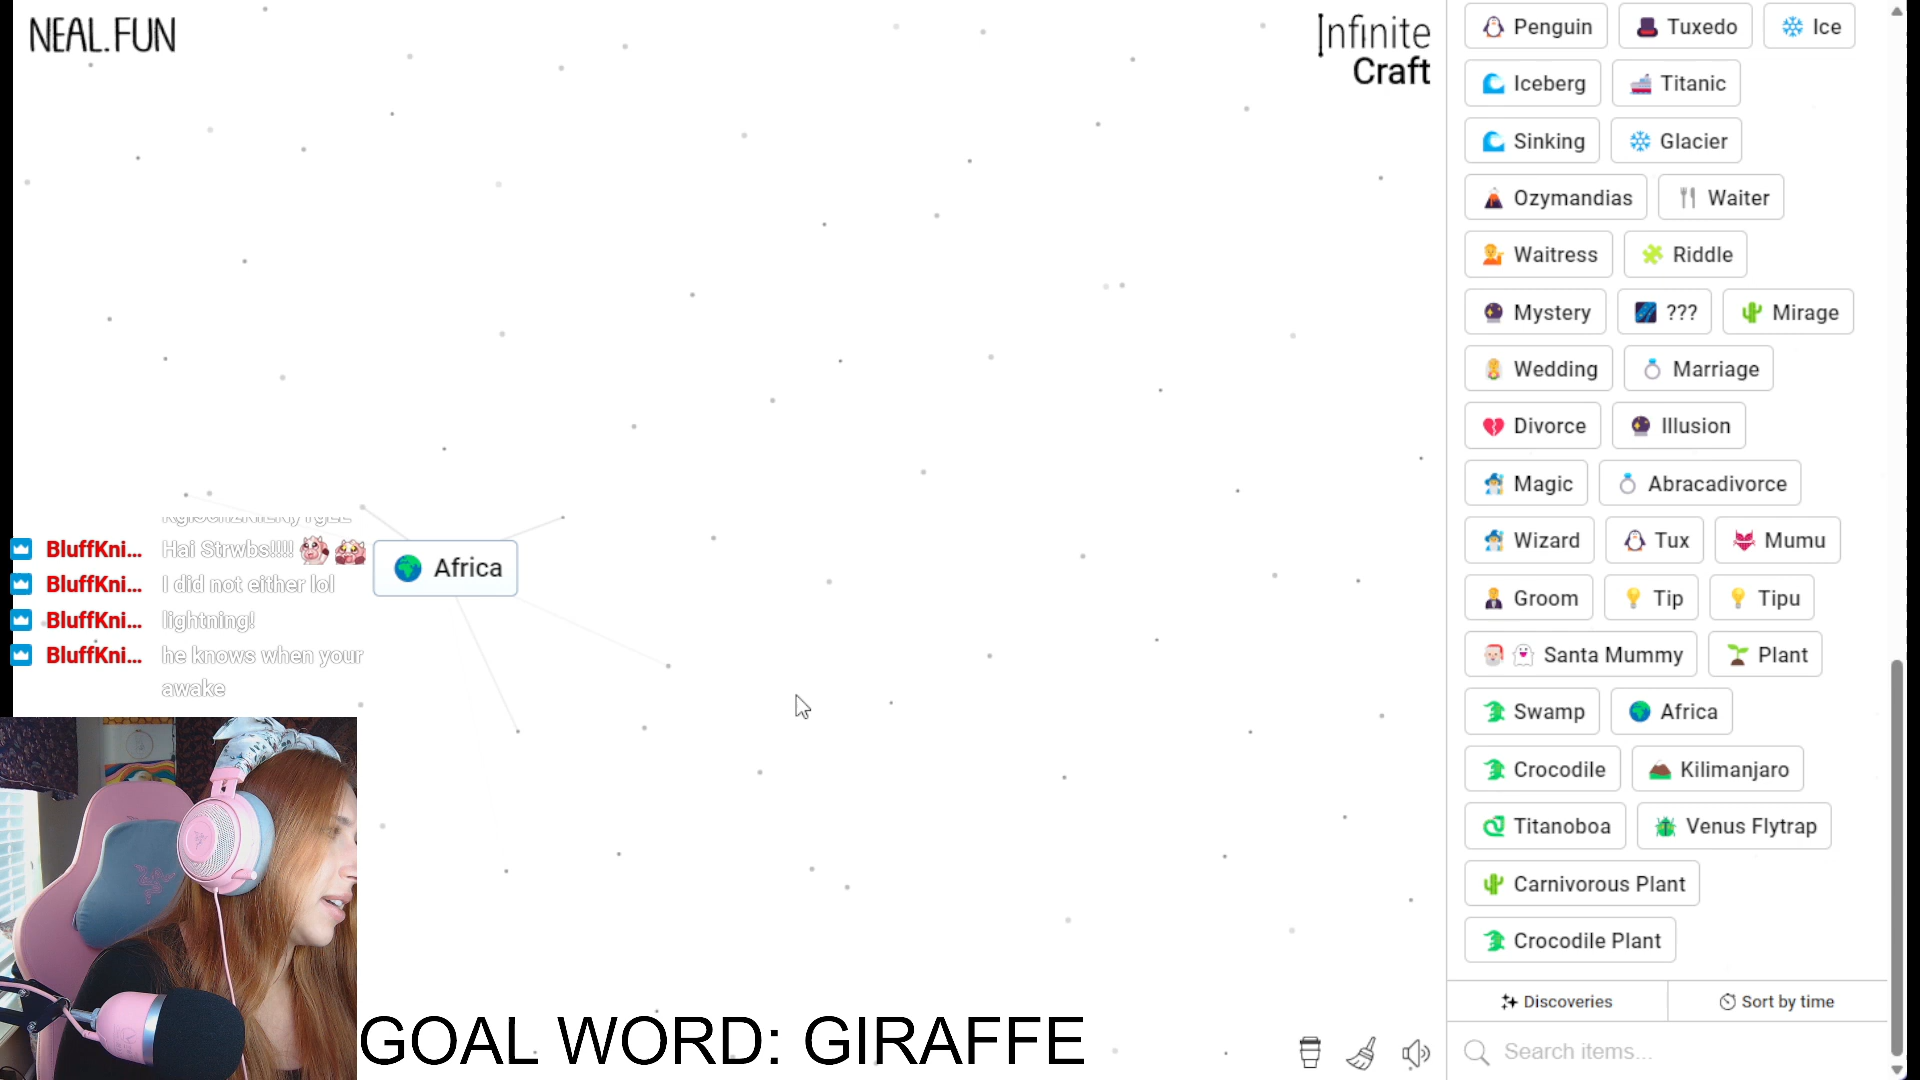 NEAL.FUN
Infinite
Craft
Penguin
Tuxedo
Ice
Iceberg
Titanic
Sinking
Glacier
Ozymandias
Waiter
Waitress
Riddle
Mystery
???
Mirage
Wedding
Marriage
Divorce
Illusion
Magic
Abracadivorce
Wizard
Tux
Mumu
Groom
Tip
Tipu
Santa Mummy
Plant
Swamp
Africa
Crocodile
Kilimanjaro
Titanoboa
Venus Flytrap
Carnivorous Plant
Crocodile Plant
Discoveries
Sort by time
Search items...
BluffKni... Hai Strwbs!!!!
BluffKni... I did not either lol
BluffKni... lightning!
BluffKni... he knows when your
awake
Africa
GOAL WORD: GIRAFFE